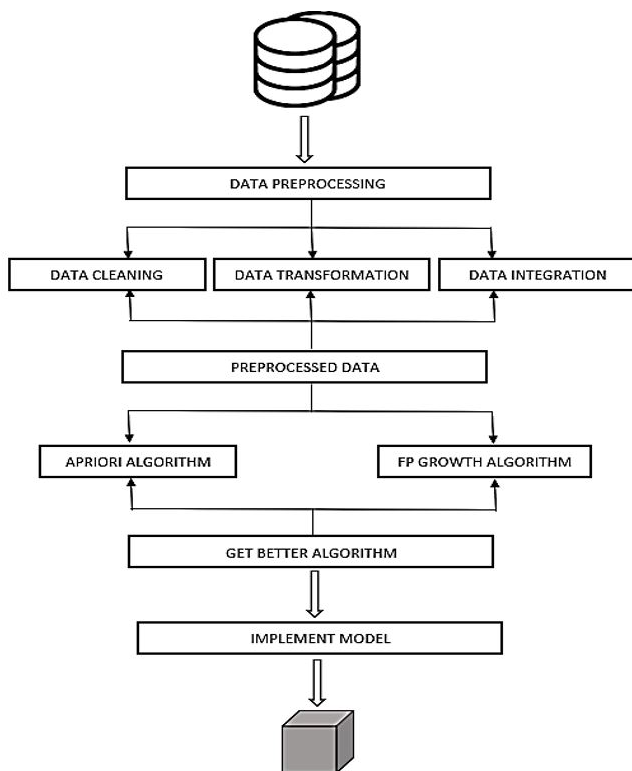 DATA PREPROCESSING
DATA CLEANING
DATA TRANSFORMATION
DATA INTEGRATION
PREPROCESSED DATA
APRIORI ALGORITHM
FP GROWTH ALGORITHM
GET BETTER ALGORITHM
IMPLEMENT MODEL